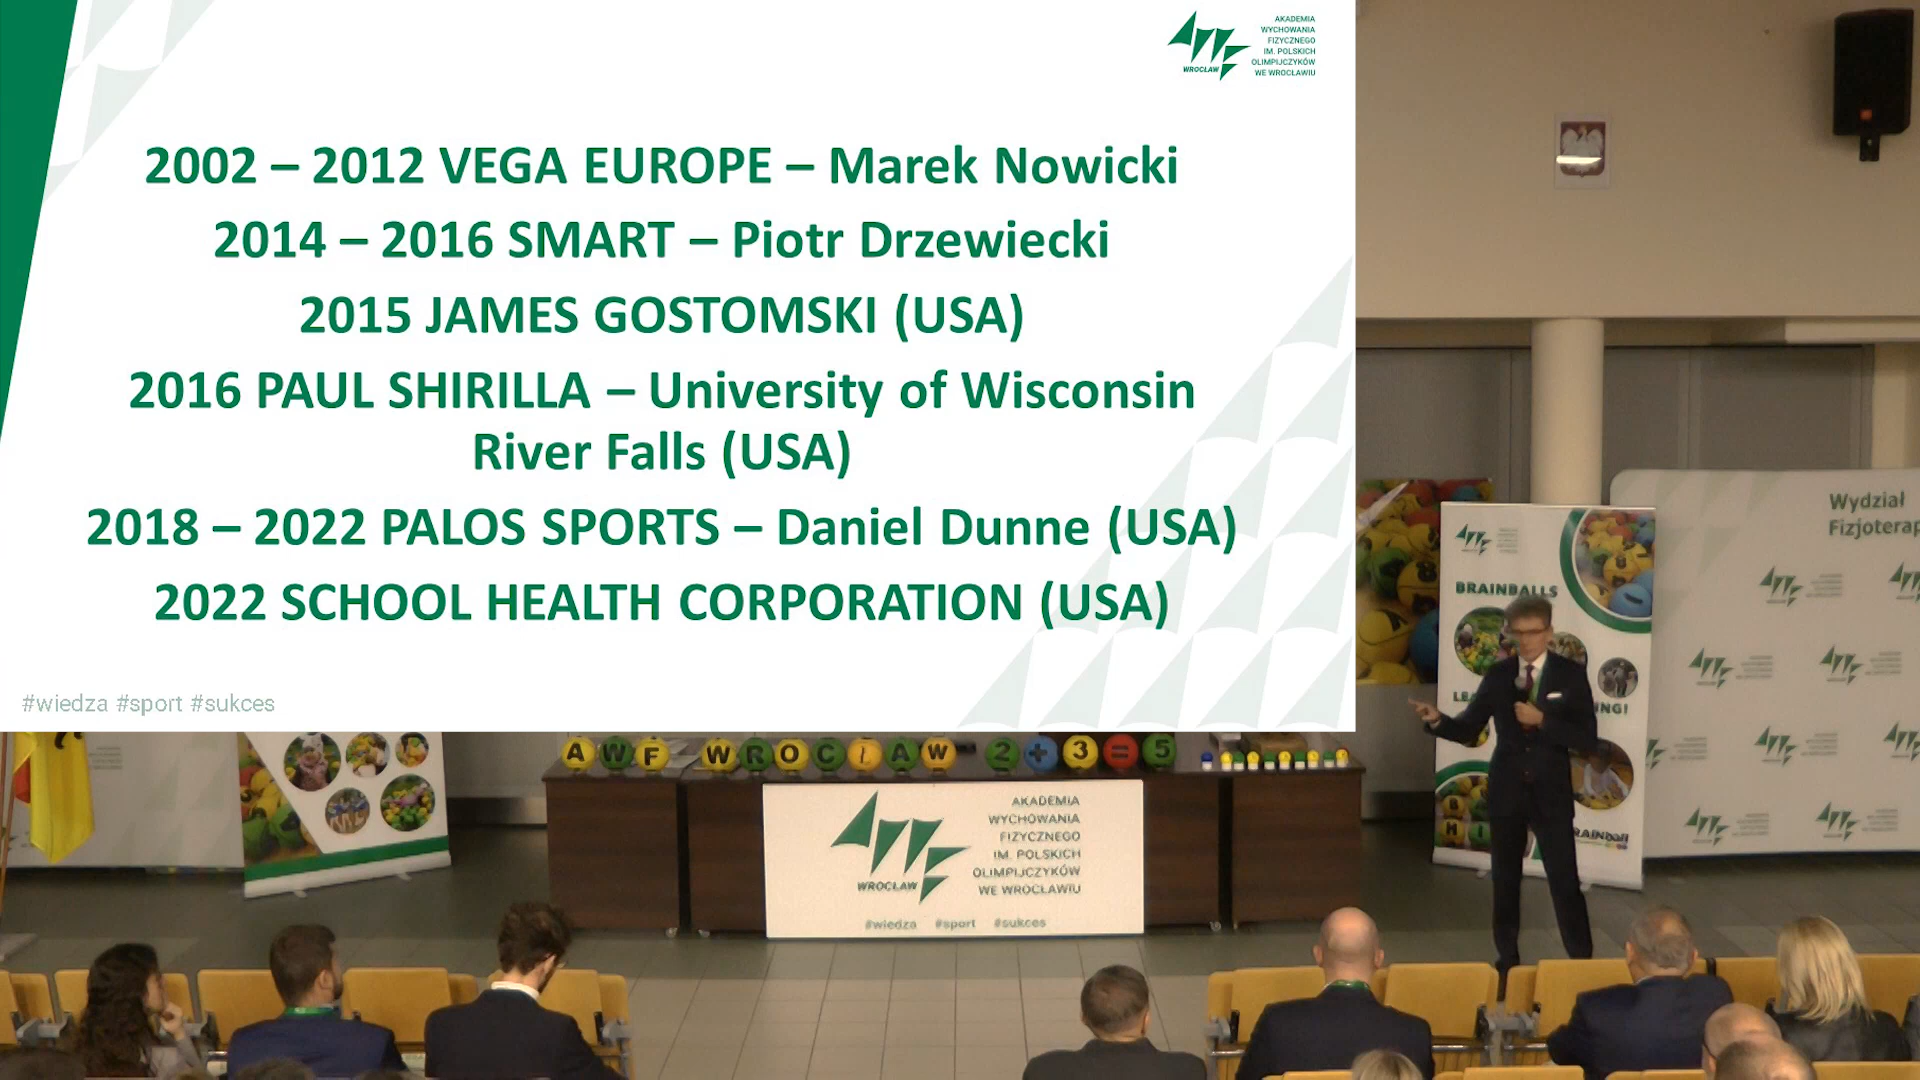 AKADEMIA
WYCHOWANIA
FIZYCZNEGO
IM. POLSKICH
OLIMPIJCZYKÓW
WE WROCŁAWIU
WROCŁAW
2002 – 2012 VEGA EUROPE – Marek Nowicki
2014 – 2016 SMART – Piotr Drzewiecki
2015 JAMES GOSTOMSKI (USA)
2016 PAUL SHIRILLA – University of Wisconsin
River Falls (USA)
2018 – 2022 PALOS SPORTS – Daniel Dunne (USA)
2022 SCHOOL HEALTH CORPORATION (USA)
#wiedza #sport #sukces
Wydział
BRAINBALLS
AWF WROCŁAW 2+3=5
AKADEMIA
WYCHOWANIA
FIZYCZNEGO
IM. POLSKICH
OLIMPIJCZYKÓW
WE WROCŁAWIU
WROCŁAW
#wiedza #sport #sukces